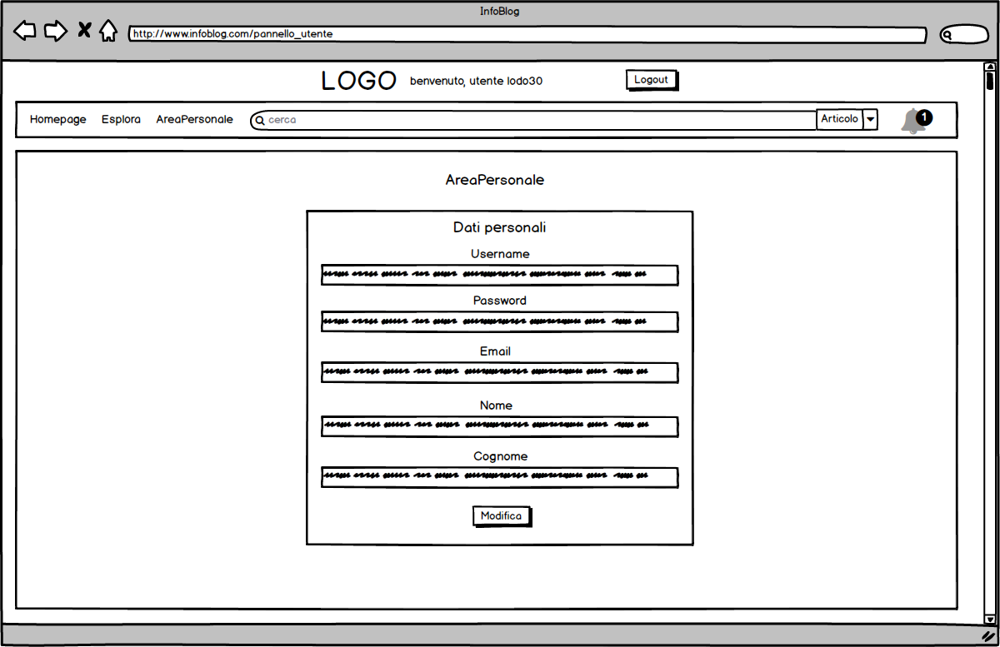 InfoBlog
http://www.infoblog.com/pannello_utente
LOGO benvenuto, utente lodo30 Logout
Homepage Esplora AreaPersonale cerca Articolo 1
AreaPersonale
Dati personali
Username
Password
Email
Nome
Cognome
Modifica